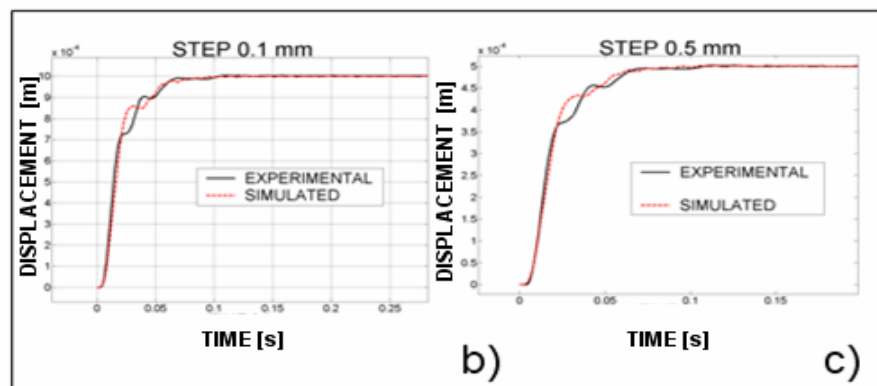 STEP 0.1 mm
x 10⁻⁴
10
9
8
7
6
5
4
3
2
1
0
0
0.05
0.1
0.15
0.2
0.25
DISPLACEMENT [m]
TIME [s]
EXPERIMENTAL
SIMULATED
b)
STEP 0.5 mm
x 10⁻⁴
5
4.5
4
3.5
3
2.5
2
1.5
1
0.5
0
0
0.05
0.1
0.15
DISPLACEMENT [m]
TIME [s]
EXPERIMENTAL
SIMULATED
c)